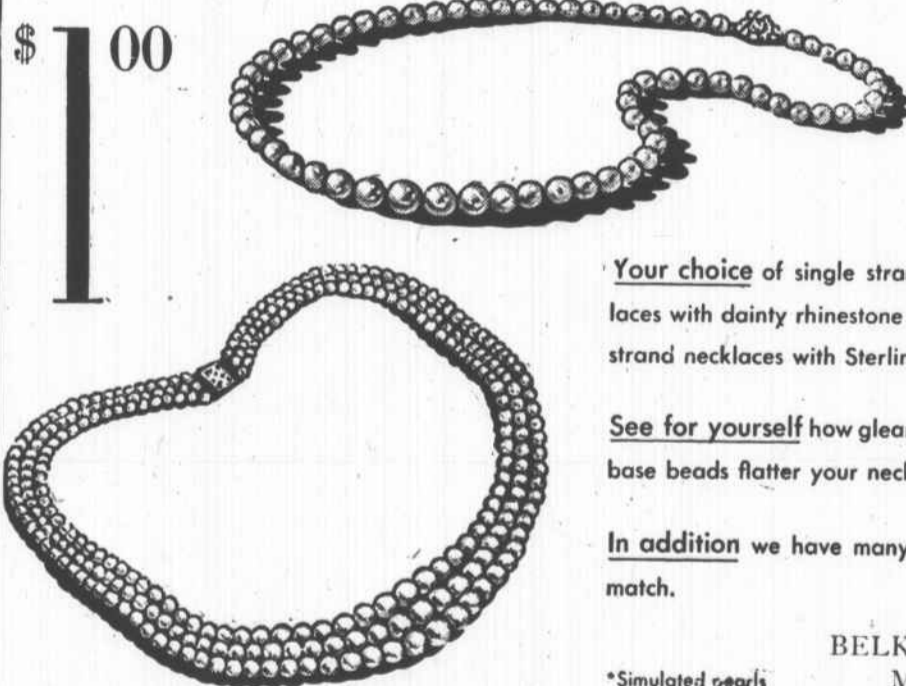 $1 00
Your choice of single stra
laces with dainty rhinestone
strand necklaces with Sterlin
See for yourself how glea
base beads flatter your neck
In addition we have many
match.
BELK
M
*Simulated pearls